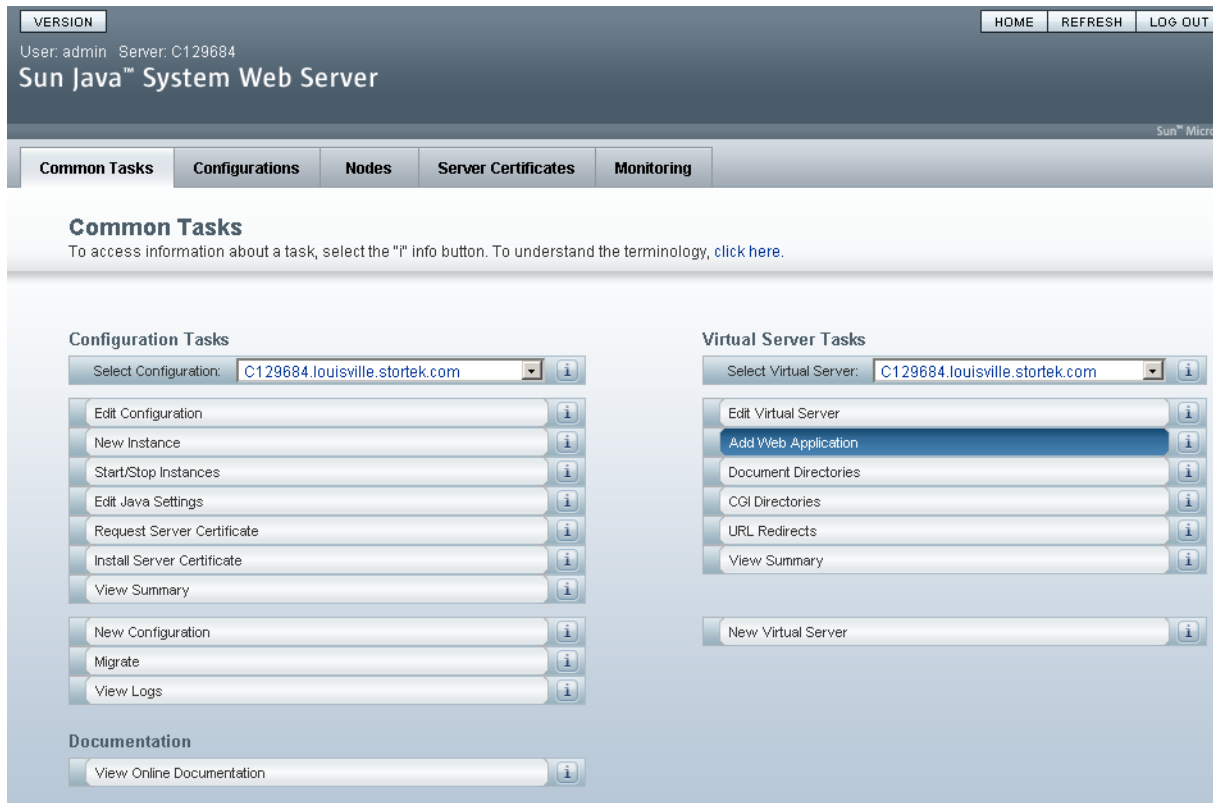 VERSION
HOME REFRESH LOG OUT
User: admin Server: C129684
Sun Java™ System Web Server
Sun™ Micro
Common Tasks Configurations Nodes Server Certificates Monitoring
Common Tasks
To access information about a task, select the "i" info button. To understand the terminology, click here.
Configuration Tasks
Select Configuration: C129684.louisville.stortek.com i
Edit Configuration i
New Instance i
Start/Stop Instances i
Edit Java Settings i
Request Server Certificate i
Install Server Certificate i
View Summary i
New Configuration i
Migrate i
View Logs i
Documentation
View Online Documentation i
Virtual Server Tasks
Select Virtual Server: C129684.louisville.stortek.com i
Edit Virtual Server i
Add Web Application i
Document Directories i
CGI Directories i
URL Redirects i
View Summary i
New Virtual Server i